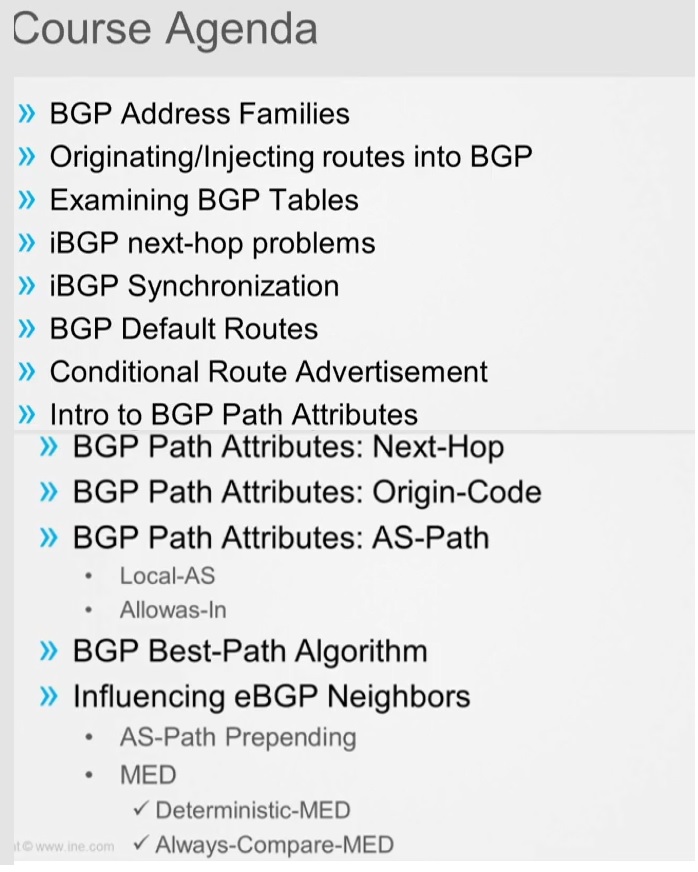 Course Agenda
» BGP Address Families
» Originating/Injecting routes into BGP
» Examining BGP Tables
» iBGP next-hop problems
» iBGP Synchronization
» BGP Default Routes
» Conditional Route Advertisement
» Intro to BGP Path Attributes
» BGP Path Attributes: Next-Hop
» BGP Path Attributes: Origin-Code
» BGP Path Attributes: AS-Path
• Local-AS
• Allowas-In
» BGP Best-Path Algorithm
» Influencing eBGP Neighbors
• AS-Path Prepending
• MED
✓ Deterministic-MED
✓ Always-Compare-MED
t © www.ine.com